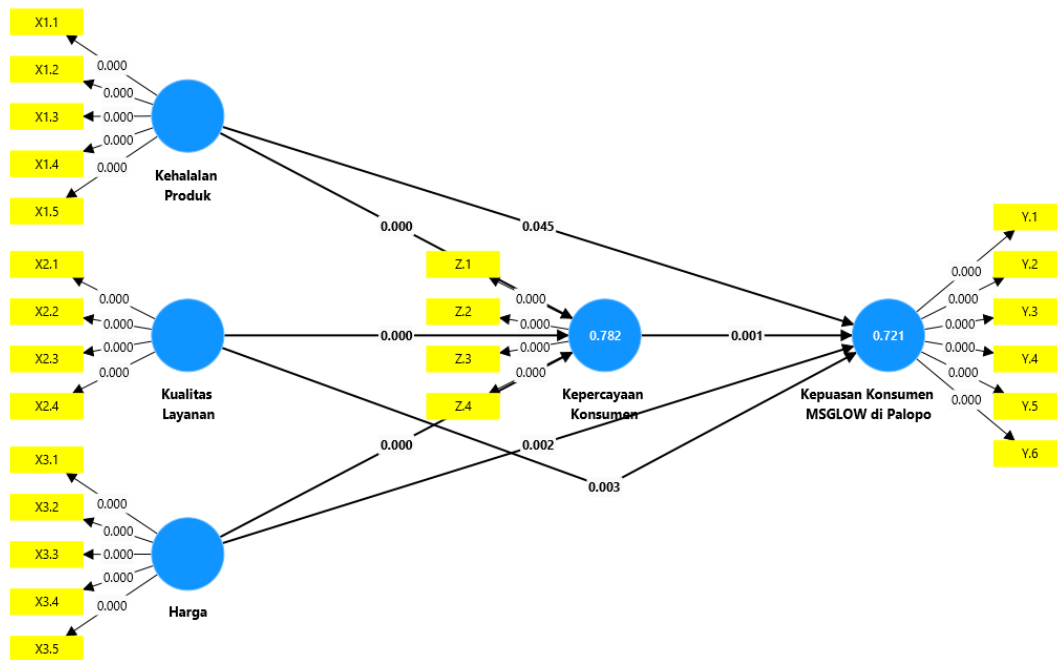 X1.1
0.000
X1.2
0.000
X1.3
0.000
X1.4
0.000
X1.5
0.000
Kehalalan
Produk
X2.1
0.000
X2.2
0.000
X2.3
0.000
X2.4
0.000
Kualitas
Layanan
X3.1
0.000
X3.2
0.000
X3.3
0.000
X3.4
0.000
X3.5
0.000
Harga
0.000
0.045
0.000
0.000
0.002
0.003
Z.1
0.000
Z.2
0.000
Z.3
0.000
Z.4
0.000
0.782
Kepercayaan
Konsumen
0.001
0.721
Kepuasan Konsumen
MSGLOW di Palopo
Y.1
0.000
Y.2
0.000
Y.3
0.000
Y.4
0.000
Y.5
0.000
Y.6
0.000